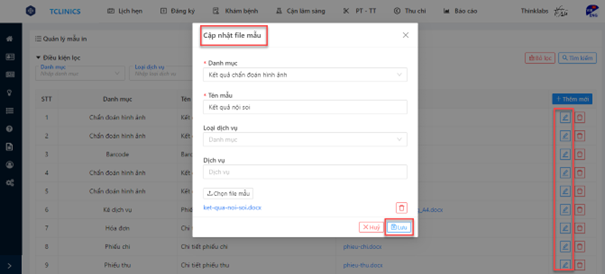 TCLINICS
Lịch hẹn
Đăng ký
Khám bệnh
Cận lâm sàng
PT - TT
Thu chi
Báo cáo
Thinklabs
Quản lý mẫu in
Điều kiện lọc
Danh mục
Nhập danh mục
Loại dịch vụ
Bỏ lọc
Tìm kiếm
Thêm mới
STT
Danh mục
Tên
1
Chẩn đoán hình ảnh
Kết
2
Chẩn đoán hình ảnh
3
Barcode
4
Chẩn đoán hình ảnh
5
Chẩn đoán hình ảnh
6
Kê dịch vụ
7
Hóa đơn
Chi tiết
8
Phiếu chi
Chi tiết phiếu chi
phieu-chi.docx
9
Phiếu thu
Chi tiết phiếu thu
phieu-thu.docx
Cập nhật file mẫu
* Danh mục
Kết quả chẩn đoán hình ảnh
* Tên mẫu
Kết quả nội soi
Loại dịch vụ
Danh mục
Dịch vụ
Dịch vụ
Chọn file mẫu
ket-qua-noi-soi.docx
Huỷ
Lưu